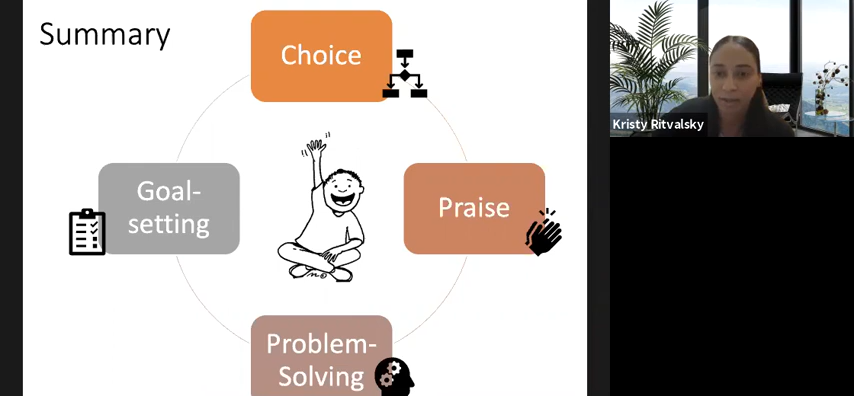 Summary
Choice
Goal-
setting
Praise
Problem-
Solving
Kristy Ritvalsky